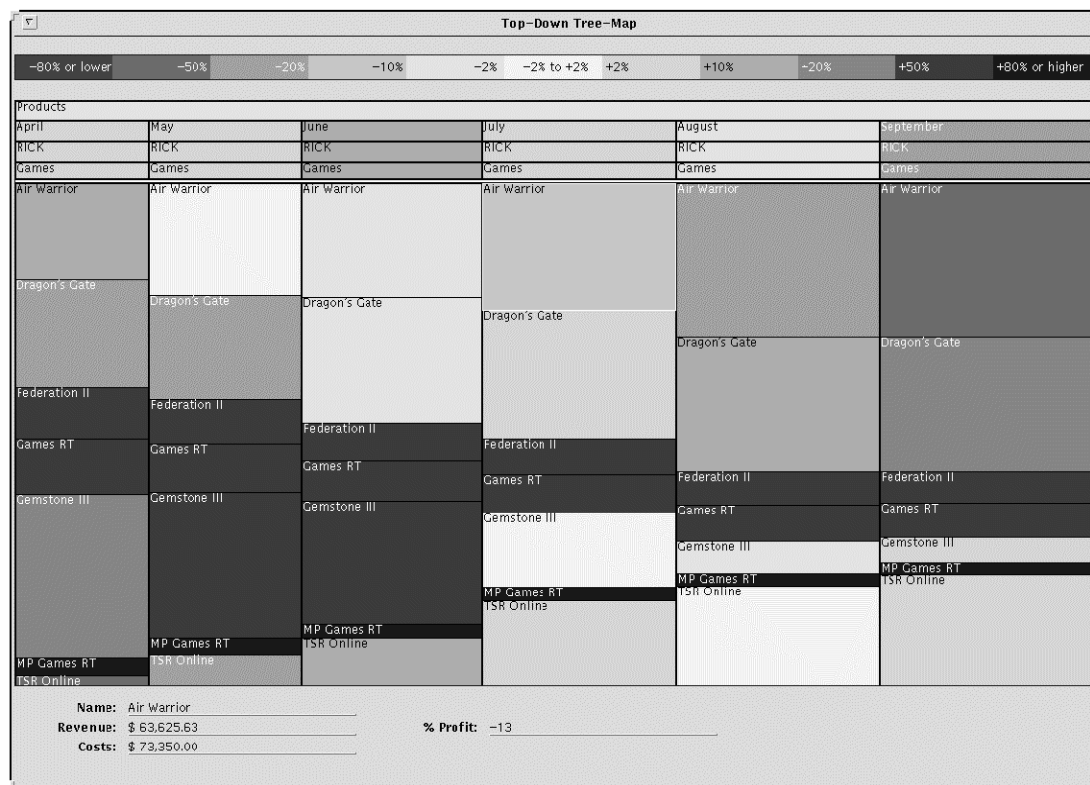 Top-Down Tree-Map
-80% or lower -50% -20% -10% -2% -2% to +2% +2% +10% ~20% +50% +80% or higher
Products
April May June July August September
RICK RICK RICK RICK RICK RICK
Games Games Games Games Games Games
Air Warrior Air Warrior Air Warrior Air Warrior Air Warrior Air Warrior
Dragon's Gate Dragon's Gate Dragon's Gate Dragon's Gate Dragon's Gate Dragon's Gate
Federation II Federation II Federation II Federation II Federation II Federation II
Games RT Games RT Games RT Games RT Games RT Games RT
Gemstone III Gemstone III Gemstone III Gemstone III Gemstone III Gemstone III
MP Games RT MP Games RT MP Games RT MP Games RT MP Games RT MP Games RT
TSR Online TSR Online TSR Online TSR Online TSR Online TSR Online
Name: Air Warrior
Revenue: $ 63,625.63 % Profit: -13
Costs: $ 73,350.00